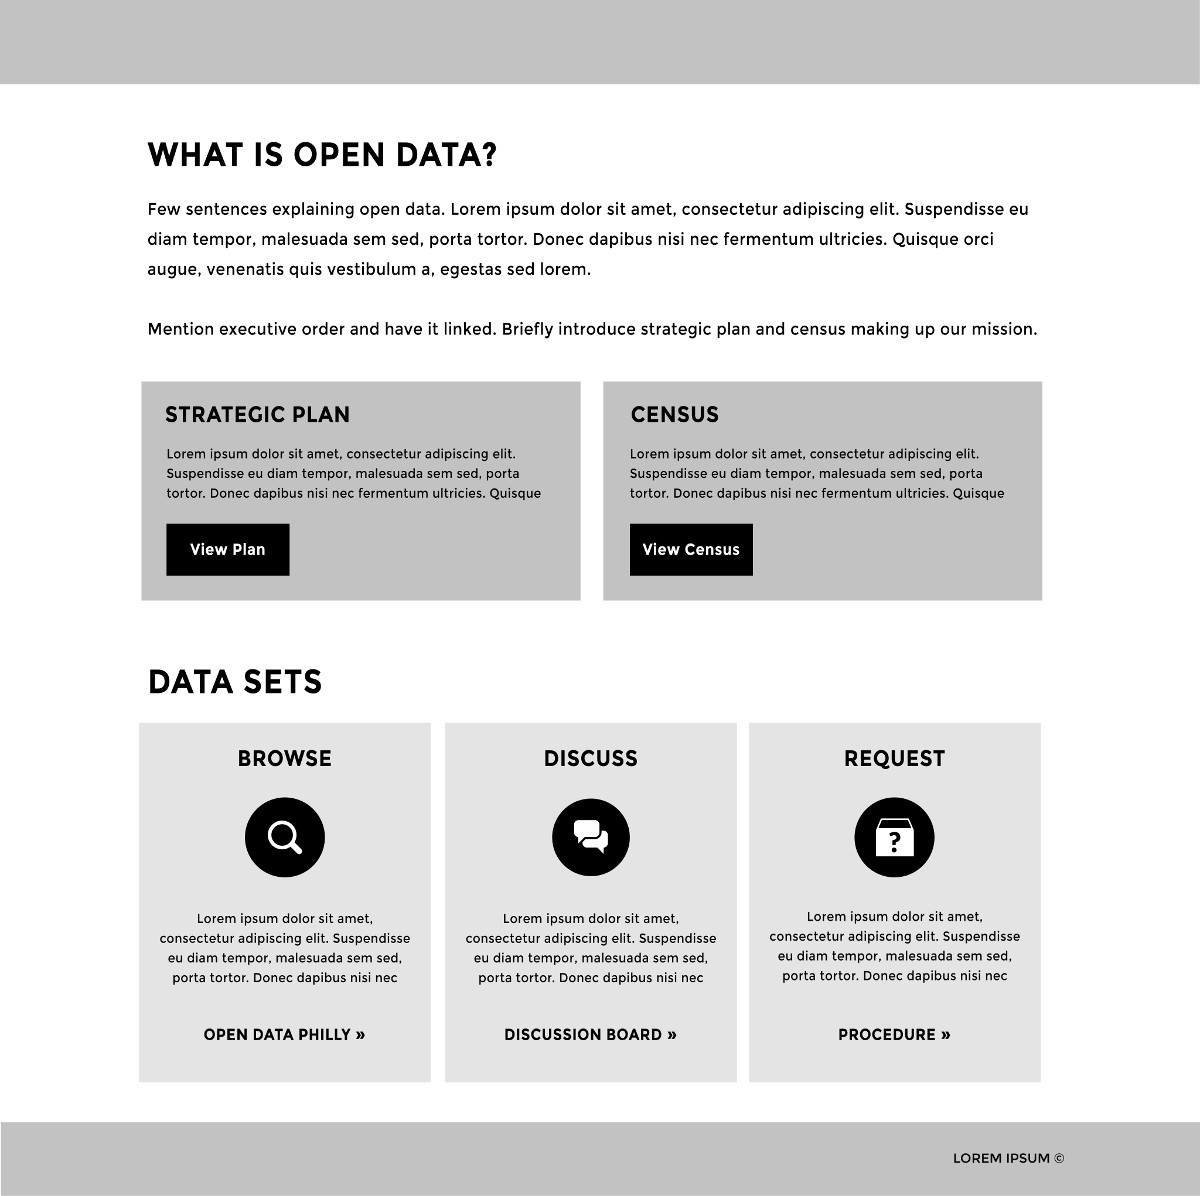 WHAT IS OPEN DATA?
Few sentences explaining open data. Lorem ipsum dolor sit amet, consectetur adipiscing elit. Suspendisse eu
diam tempor, malesuada sem sed, porta tortor. Donec dapibus nisi nec fermentum ultricies. Quisque orci
augue, venenatis quis vestibulum a, egestas sed lorem.
Mention executive order and have it linked. Briefly introduce strategic plan and census making up our mission.
STRATEGIC PLAN
Lorem ipsum dolor sit amet, consectetur adipiscing elit.
Suspendisse eu diam tempor, malesuada sem sed, porta
tortor. Donec dapibus nisi nec fermentum ultricies. Quisque
View Plan
CENSUS
Lorem ipsum dolor sit amet, consectetur adipiscing elit.
Suspendisse eu diam tempor, malesuada sem sed, porta
tortor. Donec dapibus nisi nec fermentum ultricies. Quisque
View Census
DATA SETS
BROWSE
Lorem ipsum dolor sit amet,
consectetur adipiscing elit. Suspendisse
eu diam tempor, malesuada sem sed,
porta tortor. Donec dapibus nisi nec
OPEN DATA PHILLY »
DISCUSS
Lorem ipsum dolor sit amet,
consectetur adipiscing elit. Suspendisse
eu diam tempor, malesuada sem sed,
porta tortor. Donec dapibus nisi nec
DISCUSSION BOARD »
REQUEST
?
Lorem ipsum dolor sit amet,
consectetur adipiscing elit. Suspendisse
eu diam tempor, malesuada sem sed,
porta tortor. Donec dapibus nisi nec
PROCEDURE »
LOREM IPSUM ©